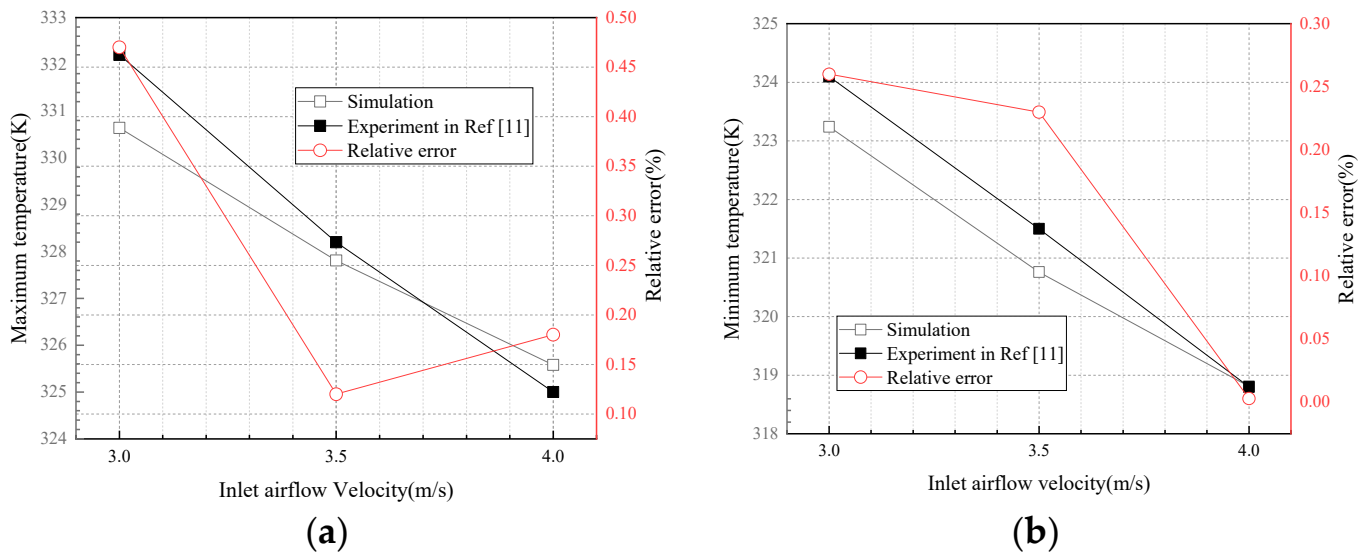 333
332
331
330
329
328
327
326
325
324
Maximum temperature(K)
0.50
0.45
0.40
0.35
0.30
0.25
0.20
0.15
0.10
Relative error(%)
Simulation
Experiment in Ref [11]
Relative error
3.0
3.5
4.0
Inlet airflow Velocity(m/s)
(a)
325
324
323
322
321
320
319
318
Minimum temperature(K)
0.30
0.25
0.20
0.15
0.10
0.05
0.00
Relative error(%)
Simulation
Experiment in Ref [11]
Relative error
3.0
3.5
4.0
Inlet airflow velocity(m/s)
(b)